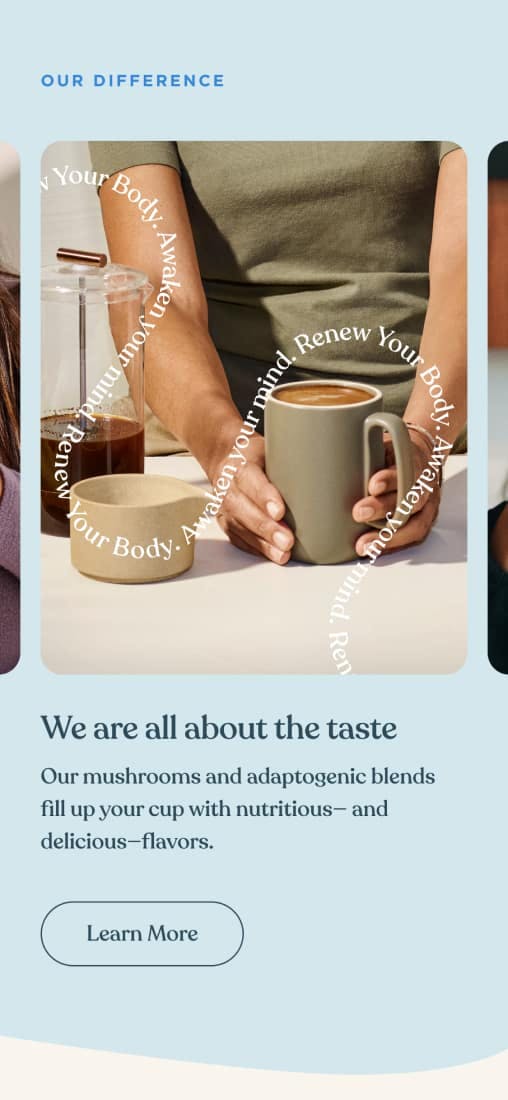 OUR DIFFERENCE
w Your Body. Awaken your mind. Renew Your Body. Awaken your mind. Renew Your Body. Awaken your mind. Ren
We are all about the taste
Our mushrooms and adaptogenic blends
fill up your cup with nutritious— and
delicious—flavors.
Learn More